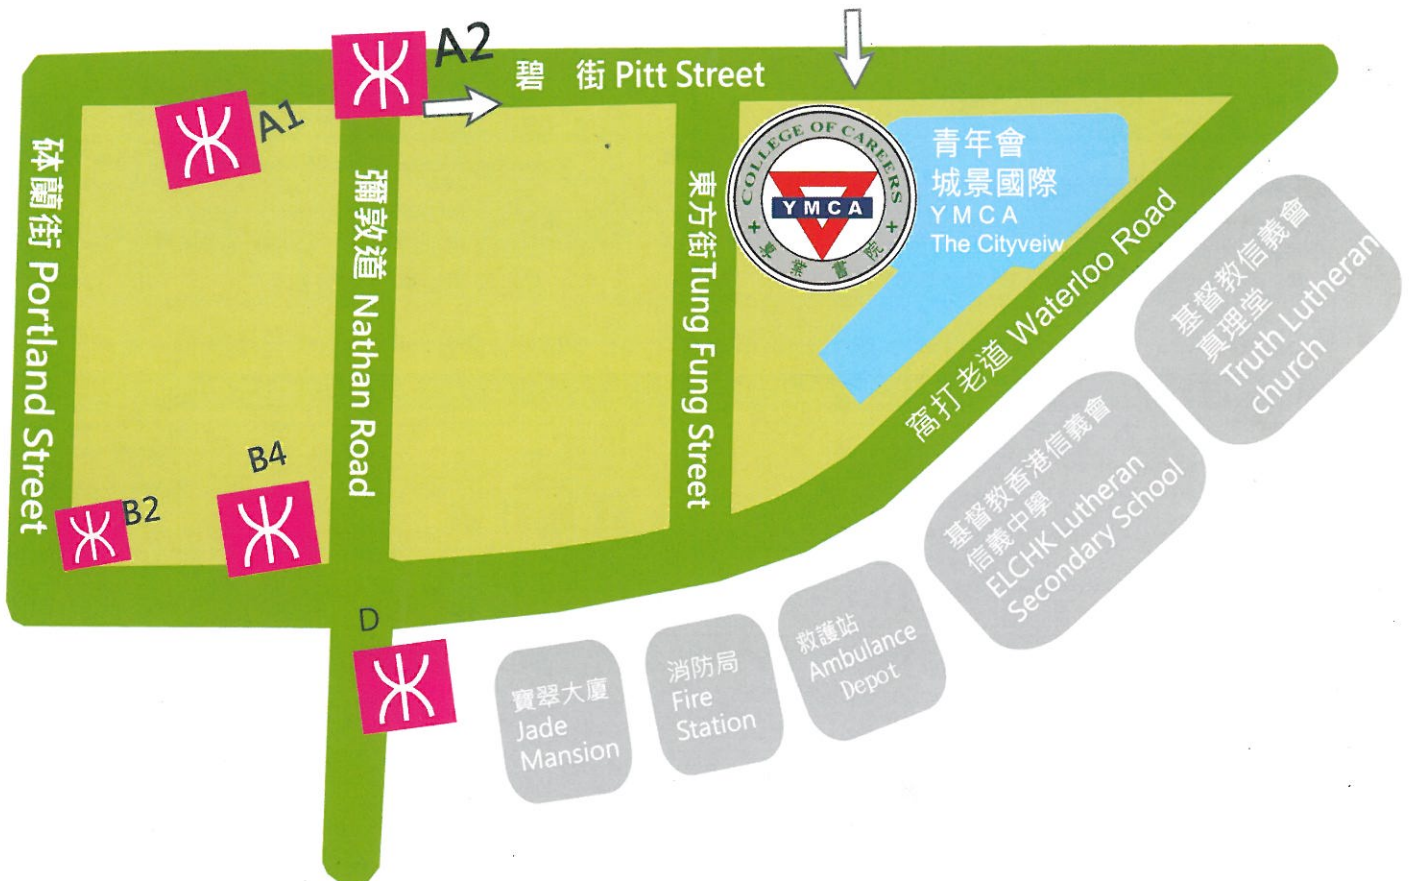 A2
碧 街 Pitt Street
A1
砵蘭街 Portland Street
彌敦道 Nathan Road
東方街 Tung Fung Street
COLLEGE OF CAREERS
YMCA
專業書院
青年會
城景國際
YMCA
The Cityveiw
窩打老道 Waterloo Road
基督教信義會
真理堂
Truth Lutheran
church
B4
B2
基督教香港信義會
信義中學
ELCHK Lutheran
Secondary School
D
寶翠大廈
Jade
Mansion
消防局
Fire
Station
救護站
Ambulance
Depot